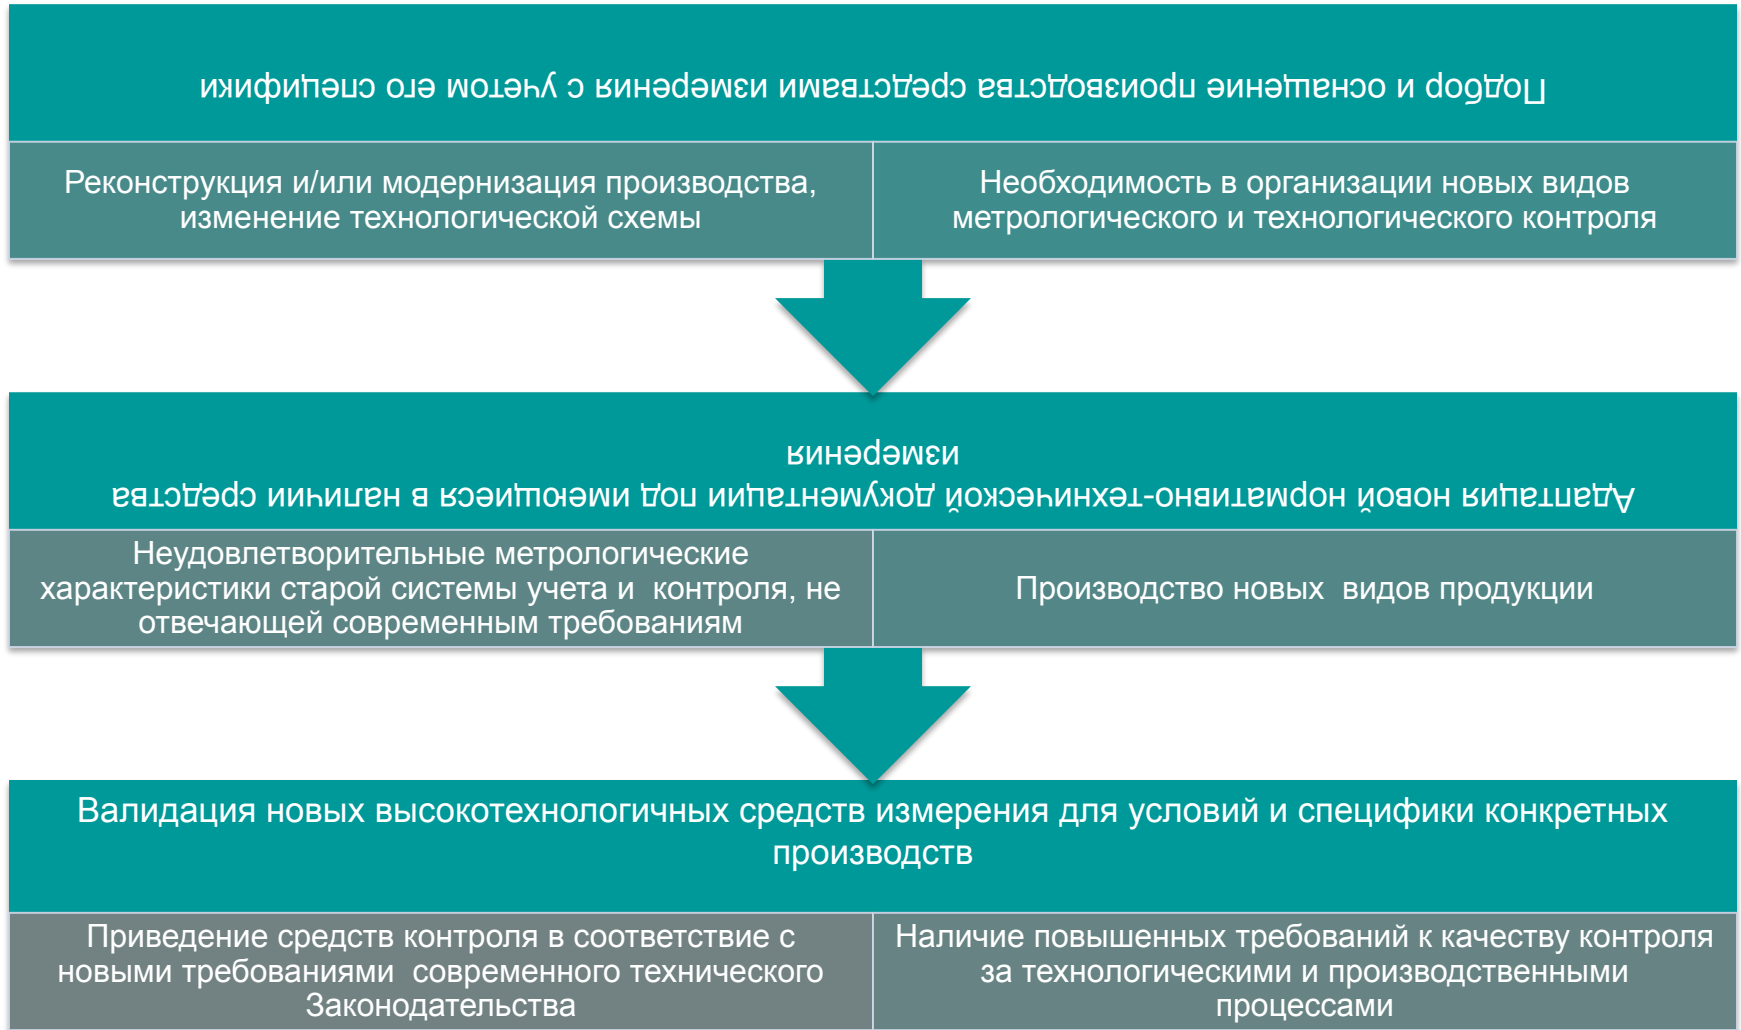 Подбор и оснащение производства средствами измерения с учетом его специфики
Реконструкция и/или модернизация производства,
изменение технологической схемы
Необходимость в организации новых видов
метрологического и технологического контроля
Адаптация новой нормативно-технической документации под имеющиеся в наличии средства
измерения
Неудовлетворительные метрологические
характеристики старой системы учета и  контроля, не
отвечающей современным требованиям
Производство новых  видов продукции
Валидация новых высокотехнологичных средств измерения для условий и специфики конкретных
производств
Приведение средств контроля в соответствие с
новыми требованиями  современного технического
Законодательства
Наличие повышенных требований к качеству контроля
за технологическими и производственными
процессами